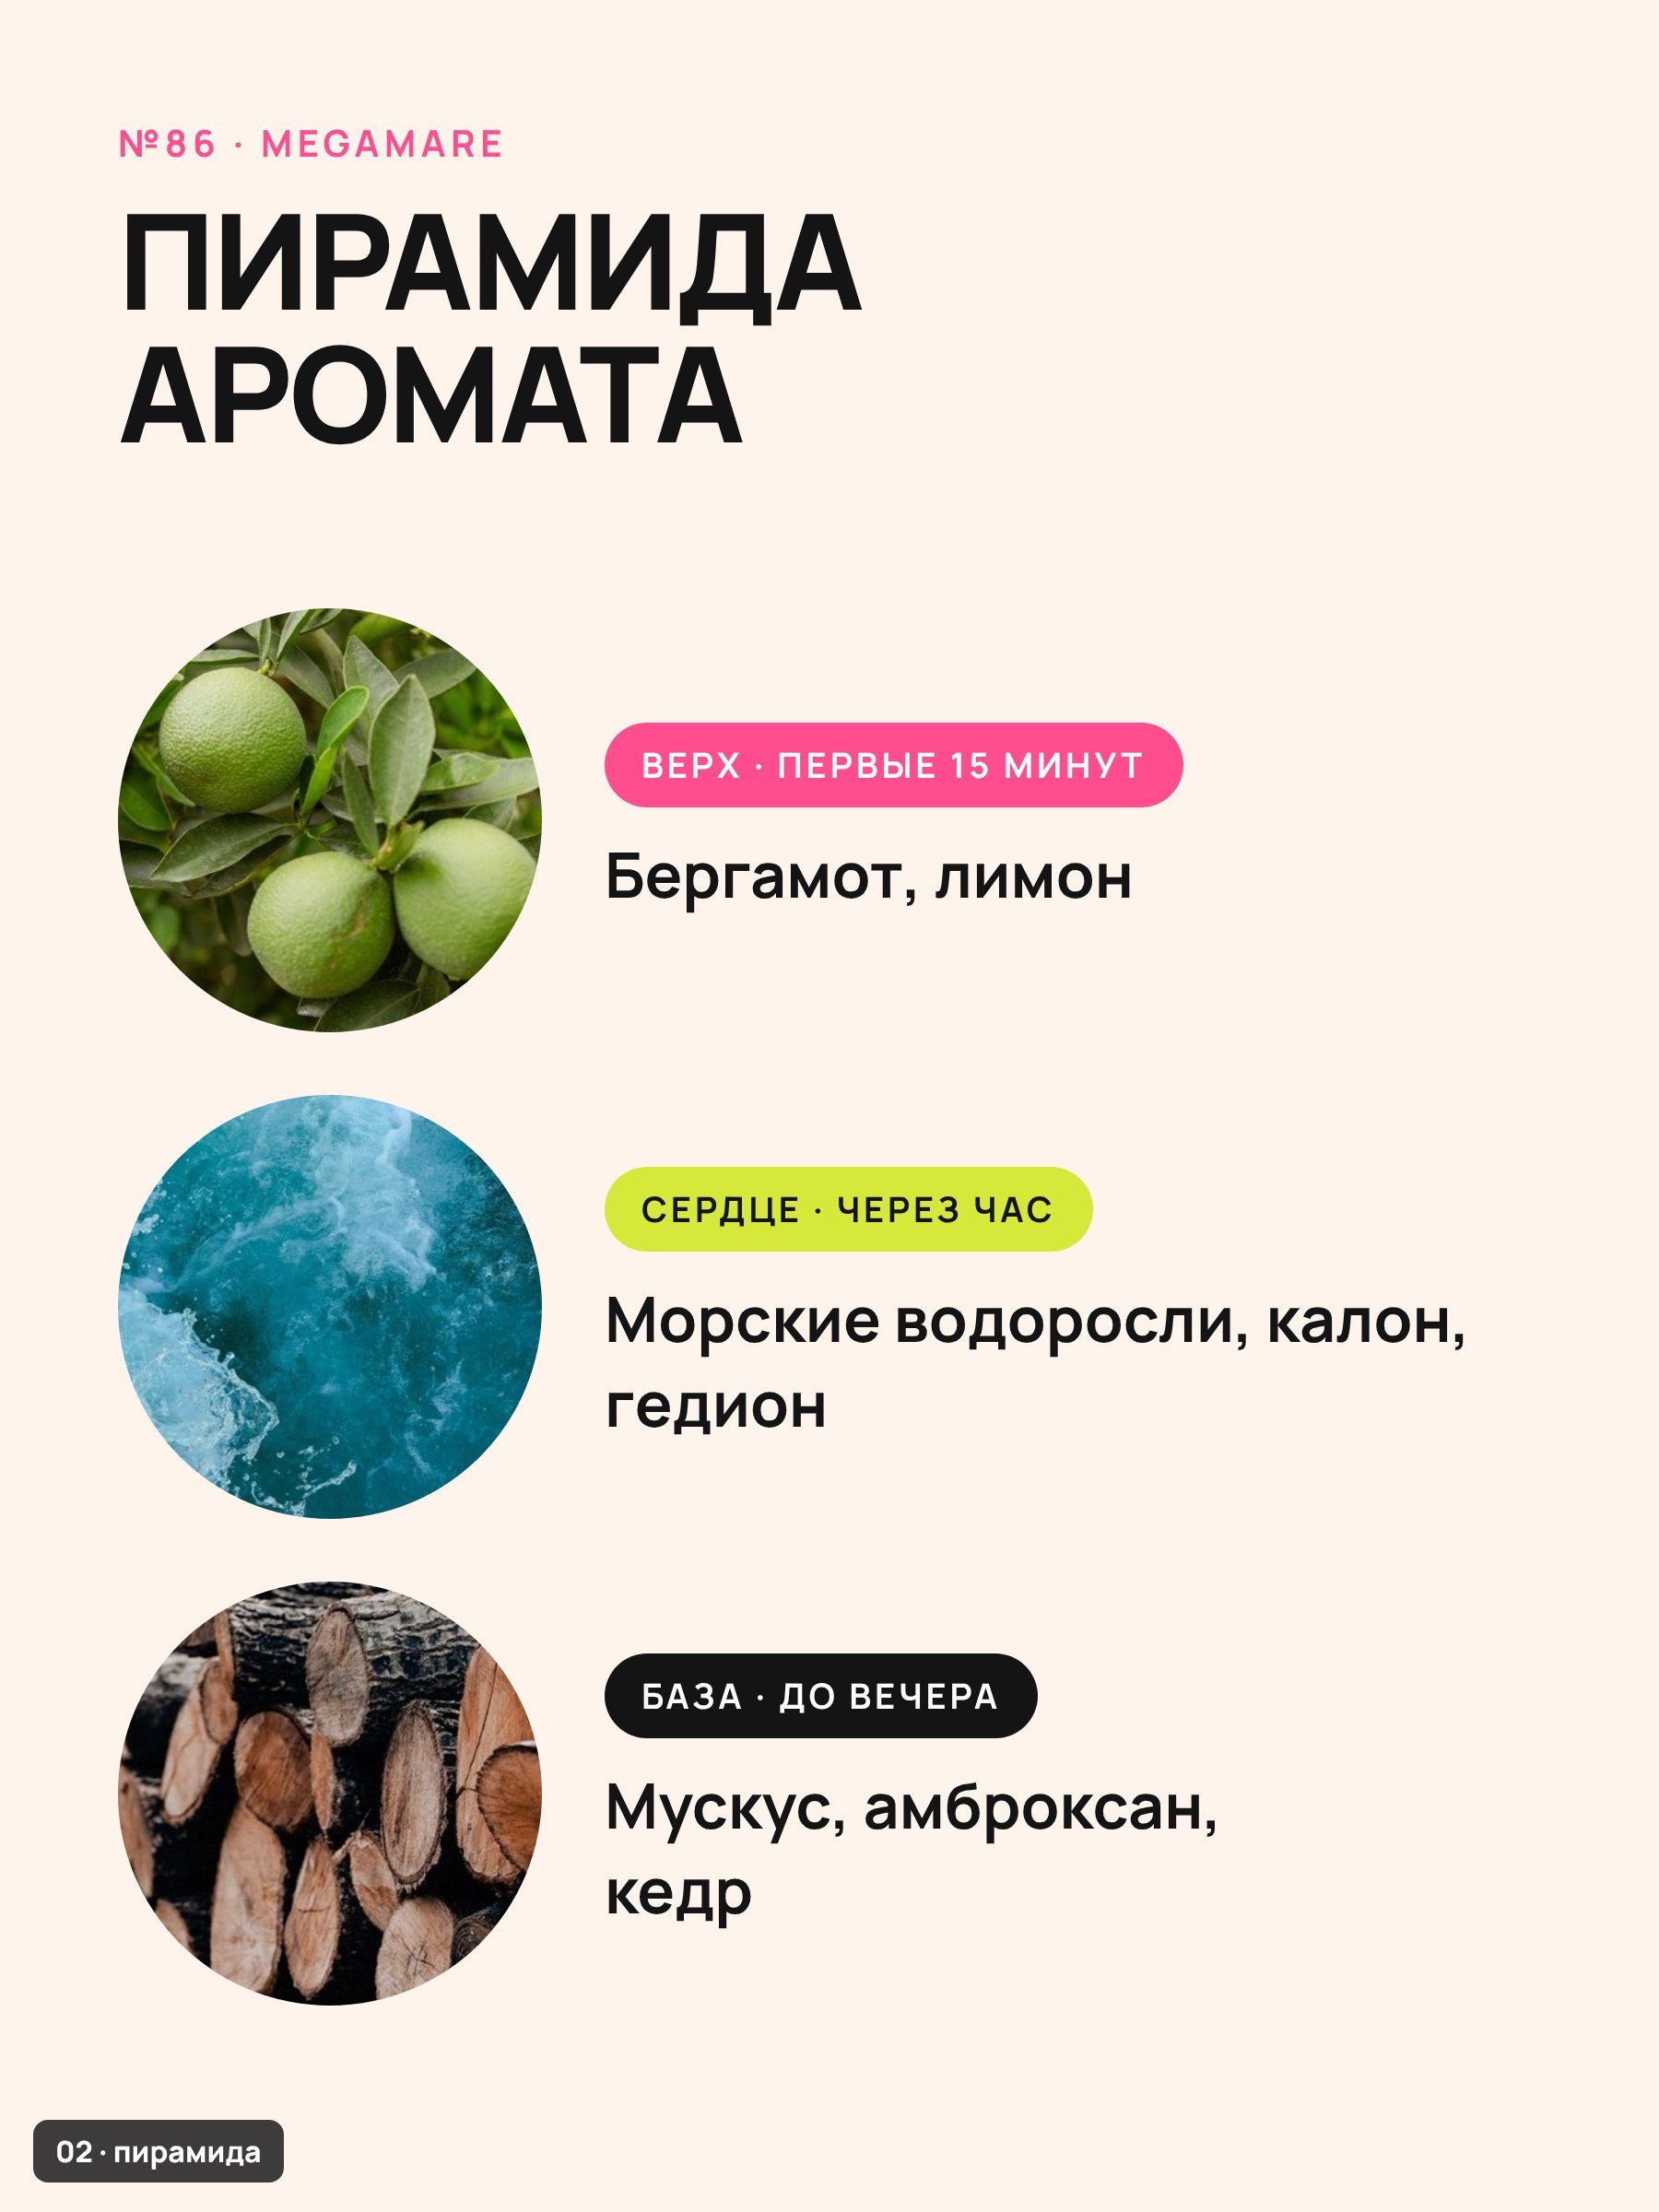 №86 · MEGAMARE
ПИРАМИДА
АРОМАТА
ВЕРХ · ПЕРВЫЕ 15 МИНУТ
Бергамот, лимон
СЕРДЦЕ · ЧЕРЕЗ ЧАС
Морские водоросли, калон,
гедион
БАЗА · ДО ВЕЧЕРА
Мускус, амброксан,
кедр
02 · пирамида